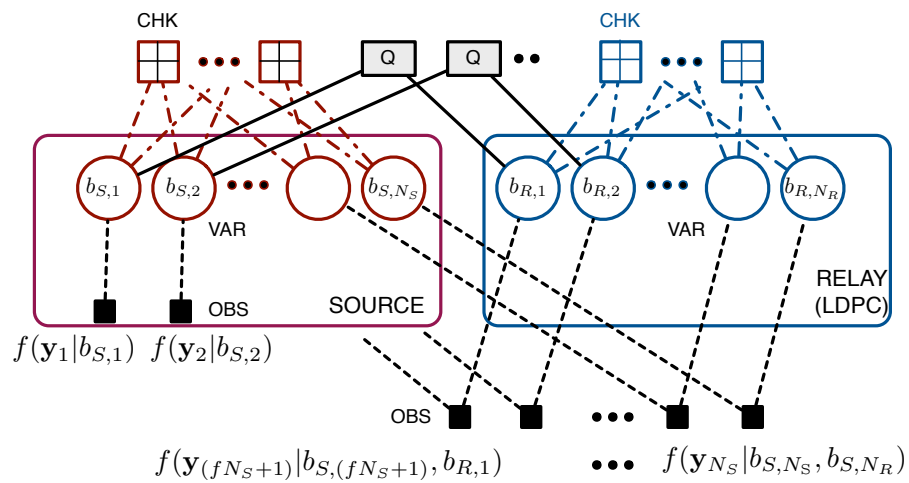 CHK CHK
Q Q
b_{S,1} b_{S,2} b_{S,N_S} b_{R,1} b_{R,2} b_{R,N_R}
VAR VAR
OBS SOURCE RELAY
(LDPC)
f(y_1|b_{S,1}) f(y_2|b_{S,2})
OBS
f(y_{(fN_S+1)}|b_{S,(fN_S+1)}, b_{R,1}) f(y_{N_S}|b_{S,N_S}, b_{S,N_R})